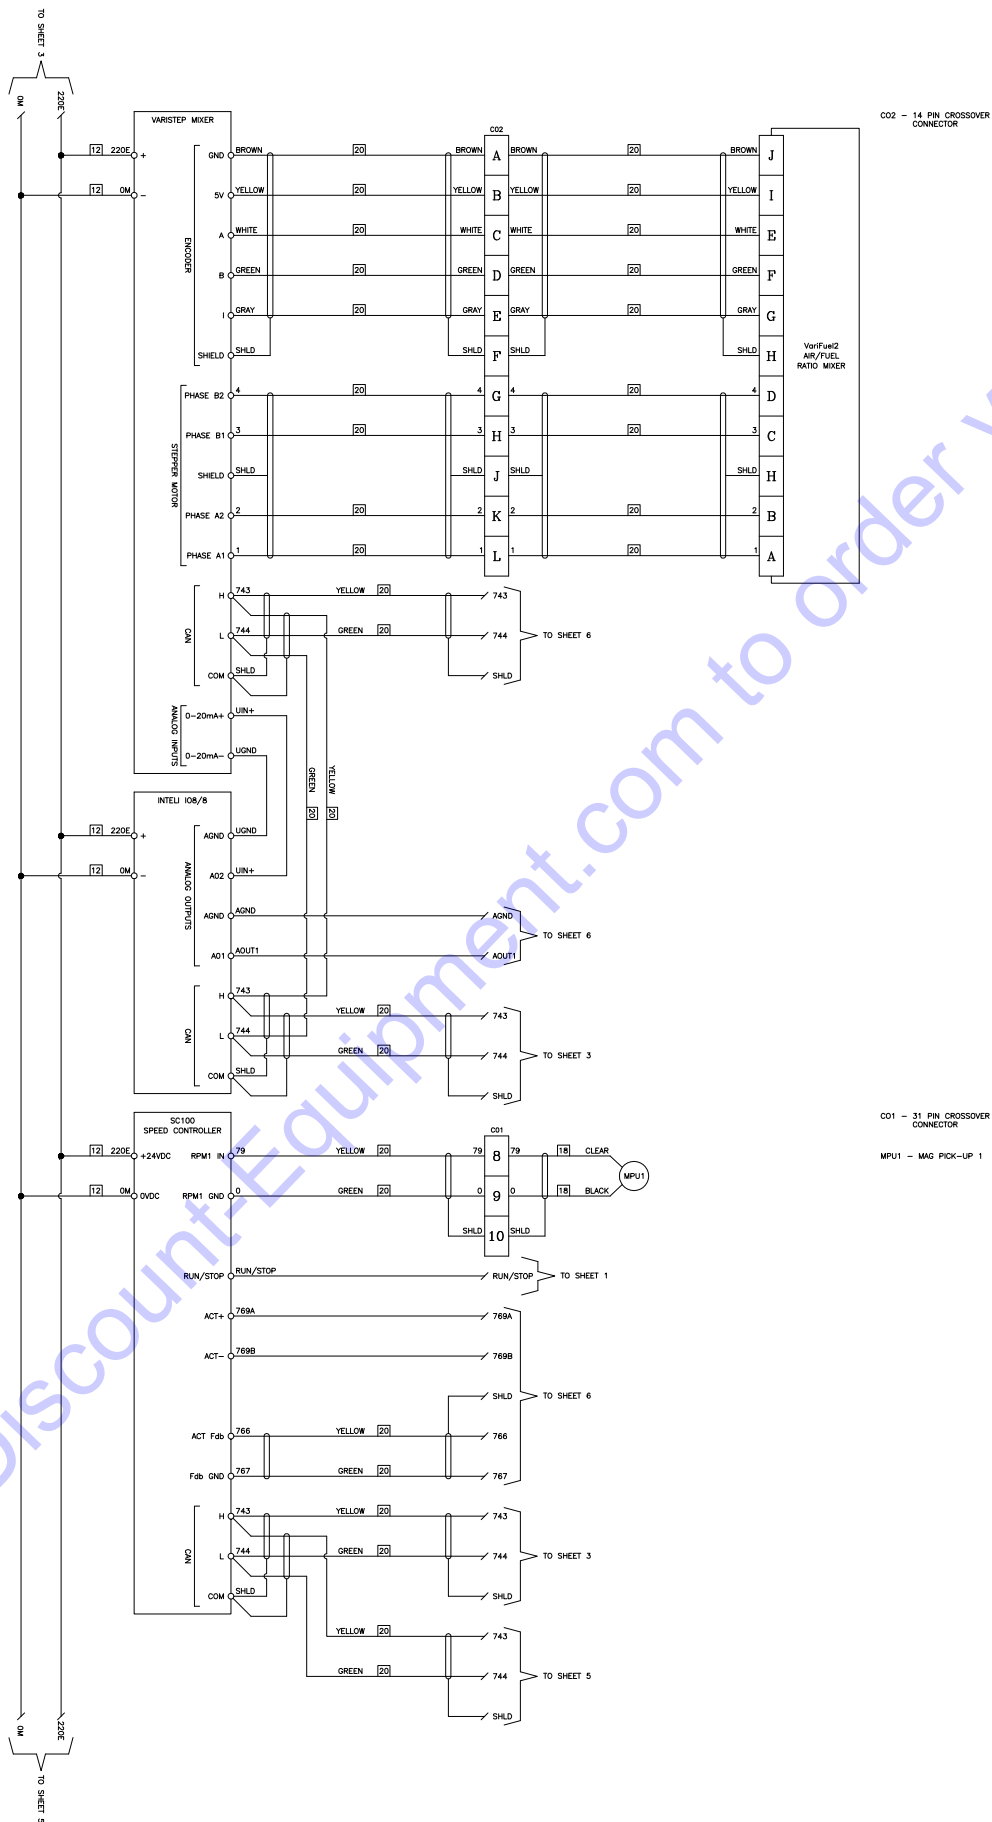 TO SHEET 3
0M
220E
CO2 – 14 PIN CROSSOVER
CONNECTOR
VARISTEP MIXER
CO2
12 220E + GND BROWN 20 BROWN A BROWN 20 BROWN J
12 0M – 5V YELLOW 20 YELLOW B YELLOW 20 YELLOW I
A WHITE 20 WHITE C WHITE 20 WHITE E
ENCODER
B GREEN 20 GREEN D GREEN 20 GREEN F
I GRAY 20 GRAY E GRAY 20 GRAY G
SHIELD SHLD SHLD F SHLD SHLD H
VariFuel2
AIR/FUEL
RATIO MIXER
PHASE B2 4 20 4 G 4 20 4 D
PHASE B1 3 20 3 H 3 20 3 C
STEPPER MOTOR
SHIELD SHLD SHLD J SHLD SHLD H
PHASE A2 2 20 2 K 2 20 2 B
PHASE A1 1 20 1 L 1 20 1 A
H 743 YELLOW 20 743
CAN
L 744 GREEN 20 744 TO SHEET 6
COM SHLD SHLD
ANALOG INPUTS
0–20mA+ UIN+
0–20mA– UGND
GREEN 20
YELLOW 20
INTELI IO8/8
12 220E + AGND UGND
12 0M – AO2 UIN+
ANALOG OUTPUTS
AGND AGND AGND
TO SHEET 6
AO1 AOUT1 AOUT1
H 743 YELLOW 20 743
CAN
L 744 GREEN 20 744 TO SHEET 3
COM SHLD SHLD
CO1 – 31 PIN CROSSOVER
CONNECTOR
SC100
SPEED CONTROLLER
CO1
12 220E +24VDC RPM1 IN 79 YELLOW 20 79 8 79 18 CLEAR
MPU1 – MAG PICK–UP 1
MPU1
12 0M 0VDC RPM1 GND 0 GREEN 20 0 9 0 18 BLACK
SHLD 10 SHLD
RUN/STOP RUN/STOP RUN/STOP TO SHEET 1
ACT+ 769A 769A
ACT– 769B 769B
SHLD TO SHEET 6
ACT Fdb 766 YELLOW 20 766
Fdb GND 767 GREEN 20 767
H 743 YELLOW 20 743
CAN
L 744 GREEN 20 744 TO SHEET 3
COM SHLD SHLD
YELLOW 20 743
GREEN 20 744 TO SHEET 5
SHLD
0M
220E
TO SHEET 5
Discount-Equipment.com to order